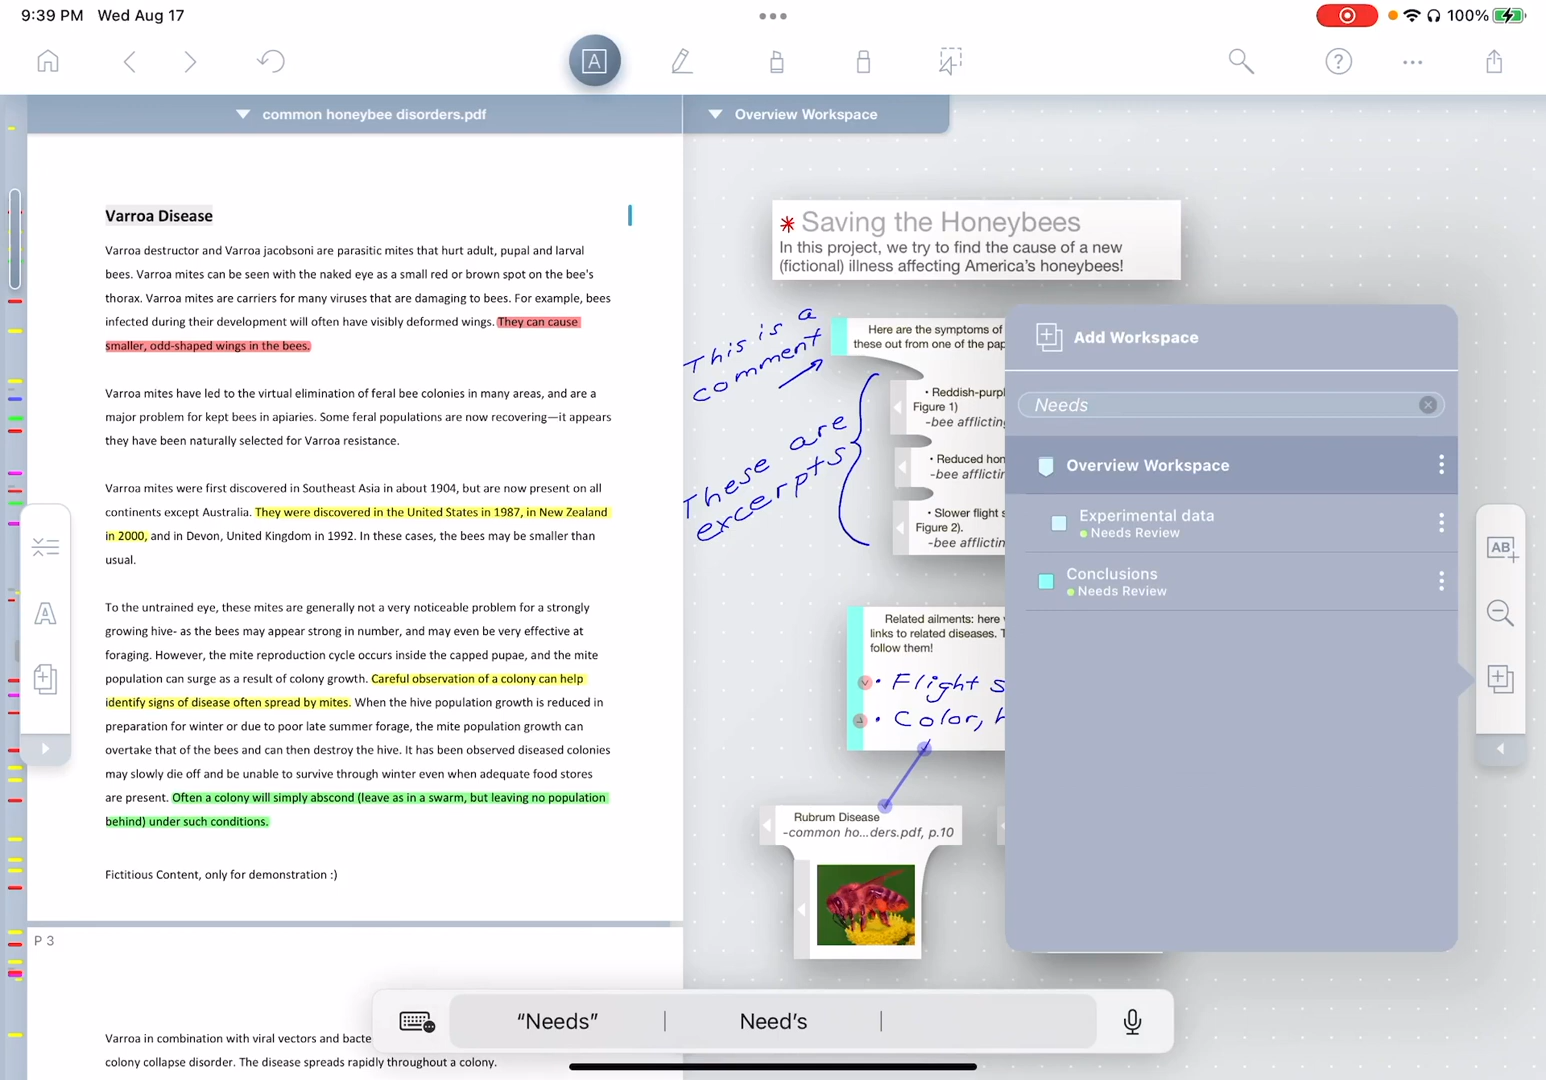 9:39 PM Wed Aug 17
100%
A
?
common honeybee disorders.pdf
Overview Workspace
Varroa Disease
Varroa destructor and Varroa jacobsoni are parasitic mites that hurt adult, pupal and larval
bees. Varroa mites can be seen with the naked eye as a small red or brown spot on the bee's
thorax. Varroa mites are carriers for many viruses that are damaging to bees. For example, bees
infected during their development will often have visibly deformed wings. They can cause
smaller, odd-shaped wings in the bees.
Varroa mites have led to the virtual elimination of feral bee colonies in many areas, and are a
major problem for kept bees in apiaries. Some feral populations are now recovering—it appears
they have been naturally selected for Varroa resistance.
Varroa mites were first discovered in Southeast Asia in about 1904, but are now present on all
continents except Australia. They were discovered in the United States in 1987, in New Zealand
in 2000, and in Devon, United Kingdom in 1992. In these cases, the bees may be smaller than
usual.
To the untrained eye, these mites are generally not a very noticeable problem for a strongly
growing hive- as the bees may appear strong in number, and may even be very effective at
foraging. However, the mite reproduction cycle occurs inside the capped pupae, and the mite
population can surge as a result of colony growth. Careful observation of a colony can help
identify signs of disease often spread by mites. When the hive population growth is reduced in
preparation for winter or due to poor late summer forage, the mite population growth can
overtake that of the bees and can then destroy the hive. It has been observed diseased colonies
may slowly die off and be unable to survive through winter even when adequate food stores
are present. Often a colony will simply abscond (leave as in a swarm, but leaving no population
behind) under such conditions.
Fictitious Content, only for demonstration :)
P 3
Varroa in combination with viral vectors and bacte
colony collapse disorder. The disease spreads rapidly throughout a colony.
Saving the Honeybees
In this project, we try to find the cause of a new
(fictional) illness affecting America's honeybees!
This is a
comment
Here are the symptoms of
these out from one of the pap
These are
excerpts
• Reddish-purpl
Figure 1)
-bee afflicting
• Reduced hon
-bee afflictin
• Slower flight s
Figure 2).
-bee afflictin
Related ailments: here
links to related diseases. T
follow them!
• Flight s
• Color, h
Rubrum Disease
-common ho...ders.pdf, p.10
Add Workspace
Needs
Overview Workspace
Experimental data
Needs Review
Conclusions
Needs Review
AB
A
“Needs”
Need's